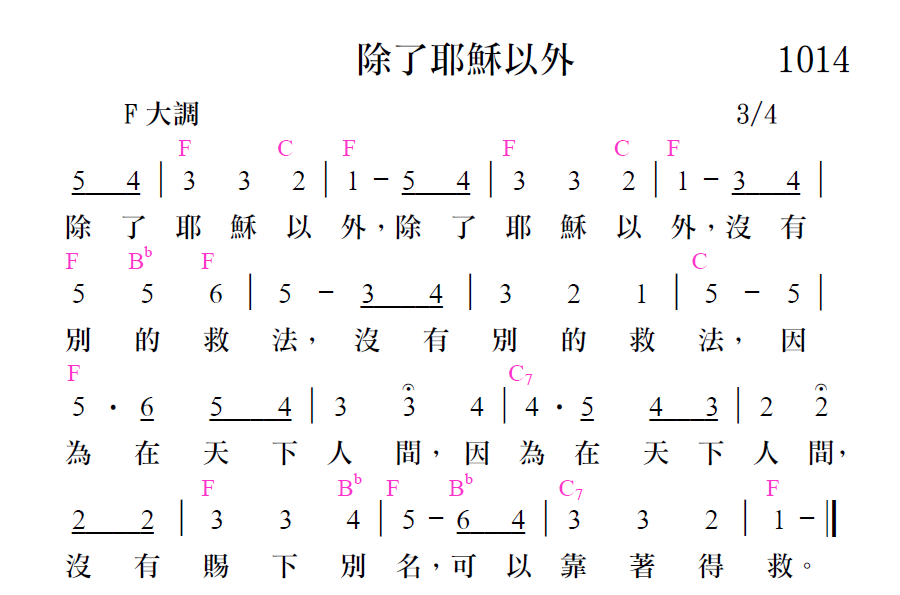 除了耶穌以外 1014
F 大調 3/4
F C F F C F
5 4 | 3 3 2 | 1 − 5 4 | 3 3 2 | 1 − 3 4 |
除了耶穌以外，除了耶穌以外，沒有
F Bb F C
5 5 6 | 5 − 3 4 | 3 2 1 | 5 − 5 |
別的救法，沒有別的救法，因
F C7
5 · 6 5 4 | 3 3 4 | 4 · 5 4 3 | 2 2
為在天下人間，因為在天下人間，
F Bb F Bb C7 F
2 2 | 3 3 4 | 5 − 6 4 | 3 3 2 | 1 − ‖
沒有賜下別名，可以靠著得救。